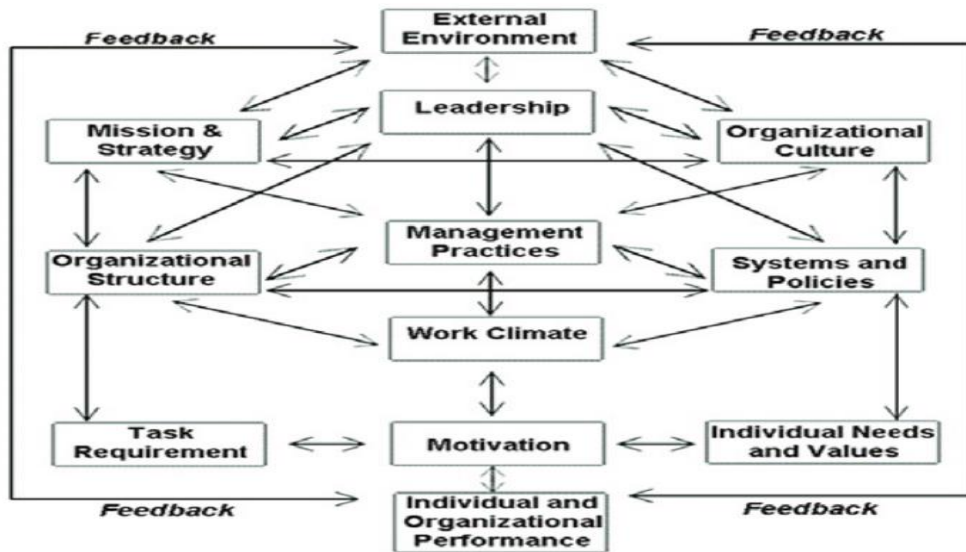 External
Environment
Feedback
Feedback
Leadership
Mission &
Strategy
Organizational
Culture
Management
Practices
Organizational
Structure
Systems and
Policies
Work Climate
Task
Requirement
Motivation
Individual Needs
and Values
Individual and
Organizational
Performance
Feedback
Feedback